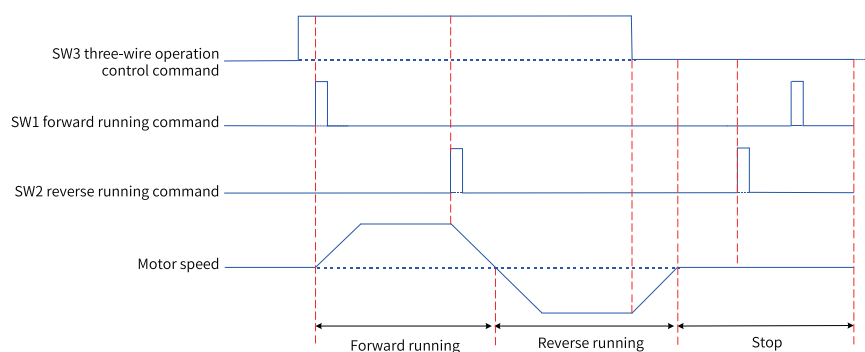 SW3 three-wire operation
control command
SW1 forward running command
SW2 reverse running command
Motor speed
Forward running
Reverse running
Stop